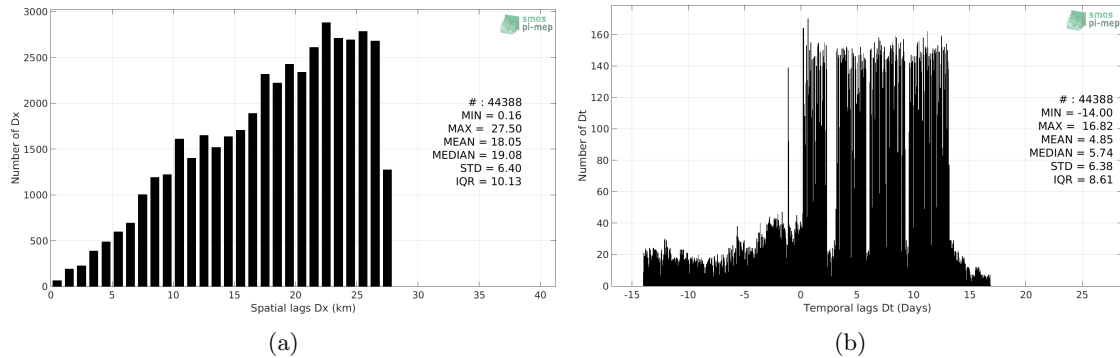 3000
2500
2000
1500
1000
500
0
Number of Dx
0 5 10 15 20 25 30 35 40
Spatial lags Dx (km)
smos
pi-mep
# : 44388
MIN = 0.16
MAX = 27.50
MEAN = 18.05
MEDIAN = 19.08
STD = 6.40
IQR = 10.13
(a)
160
140
120
100
80
60
40
20
0
Number of Dt
-15 -10 -5 0 5 10 15 20 25
Temporal lags Dt (Days)
smos
pi-mep
# : 44388
MIN = -14.00
MAX = 16.82
MEAN = 4.85
MEDIAN = 5.74
STD = 6.38
IQR = 8.61
(b)